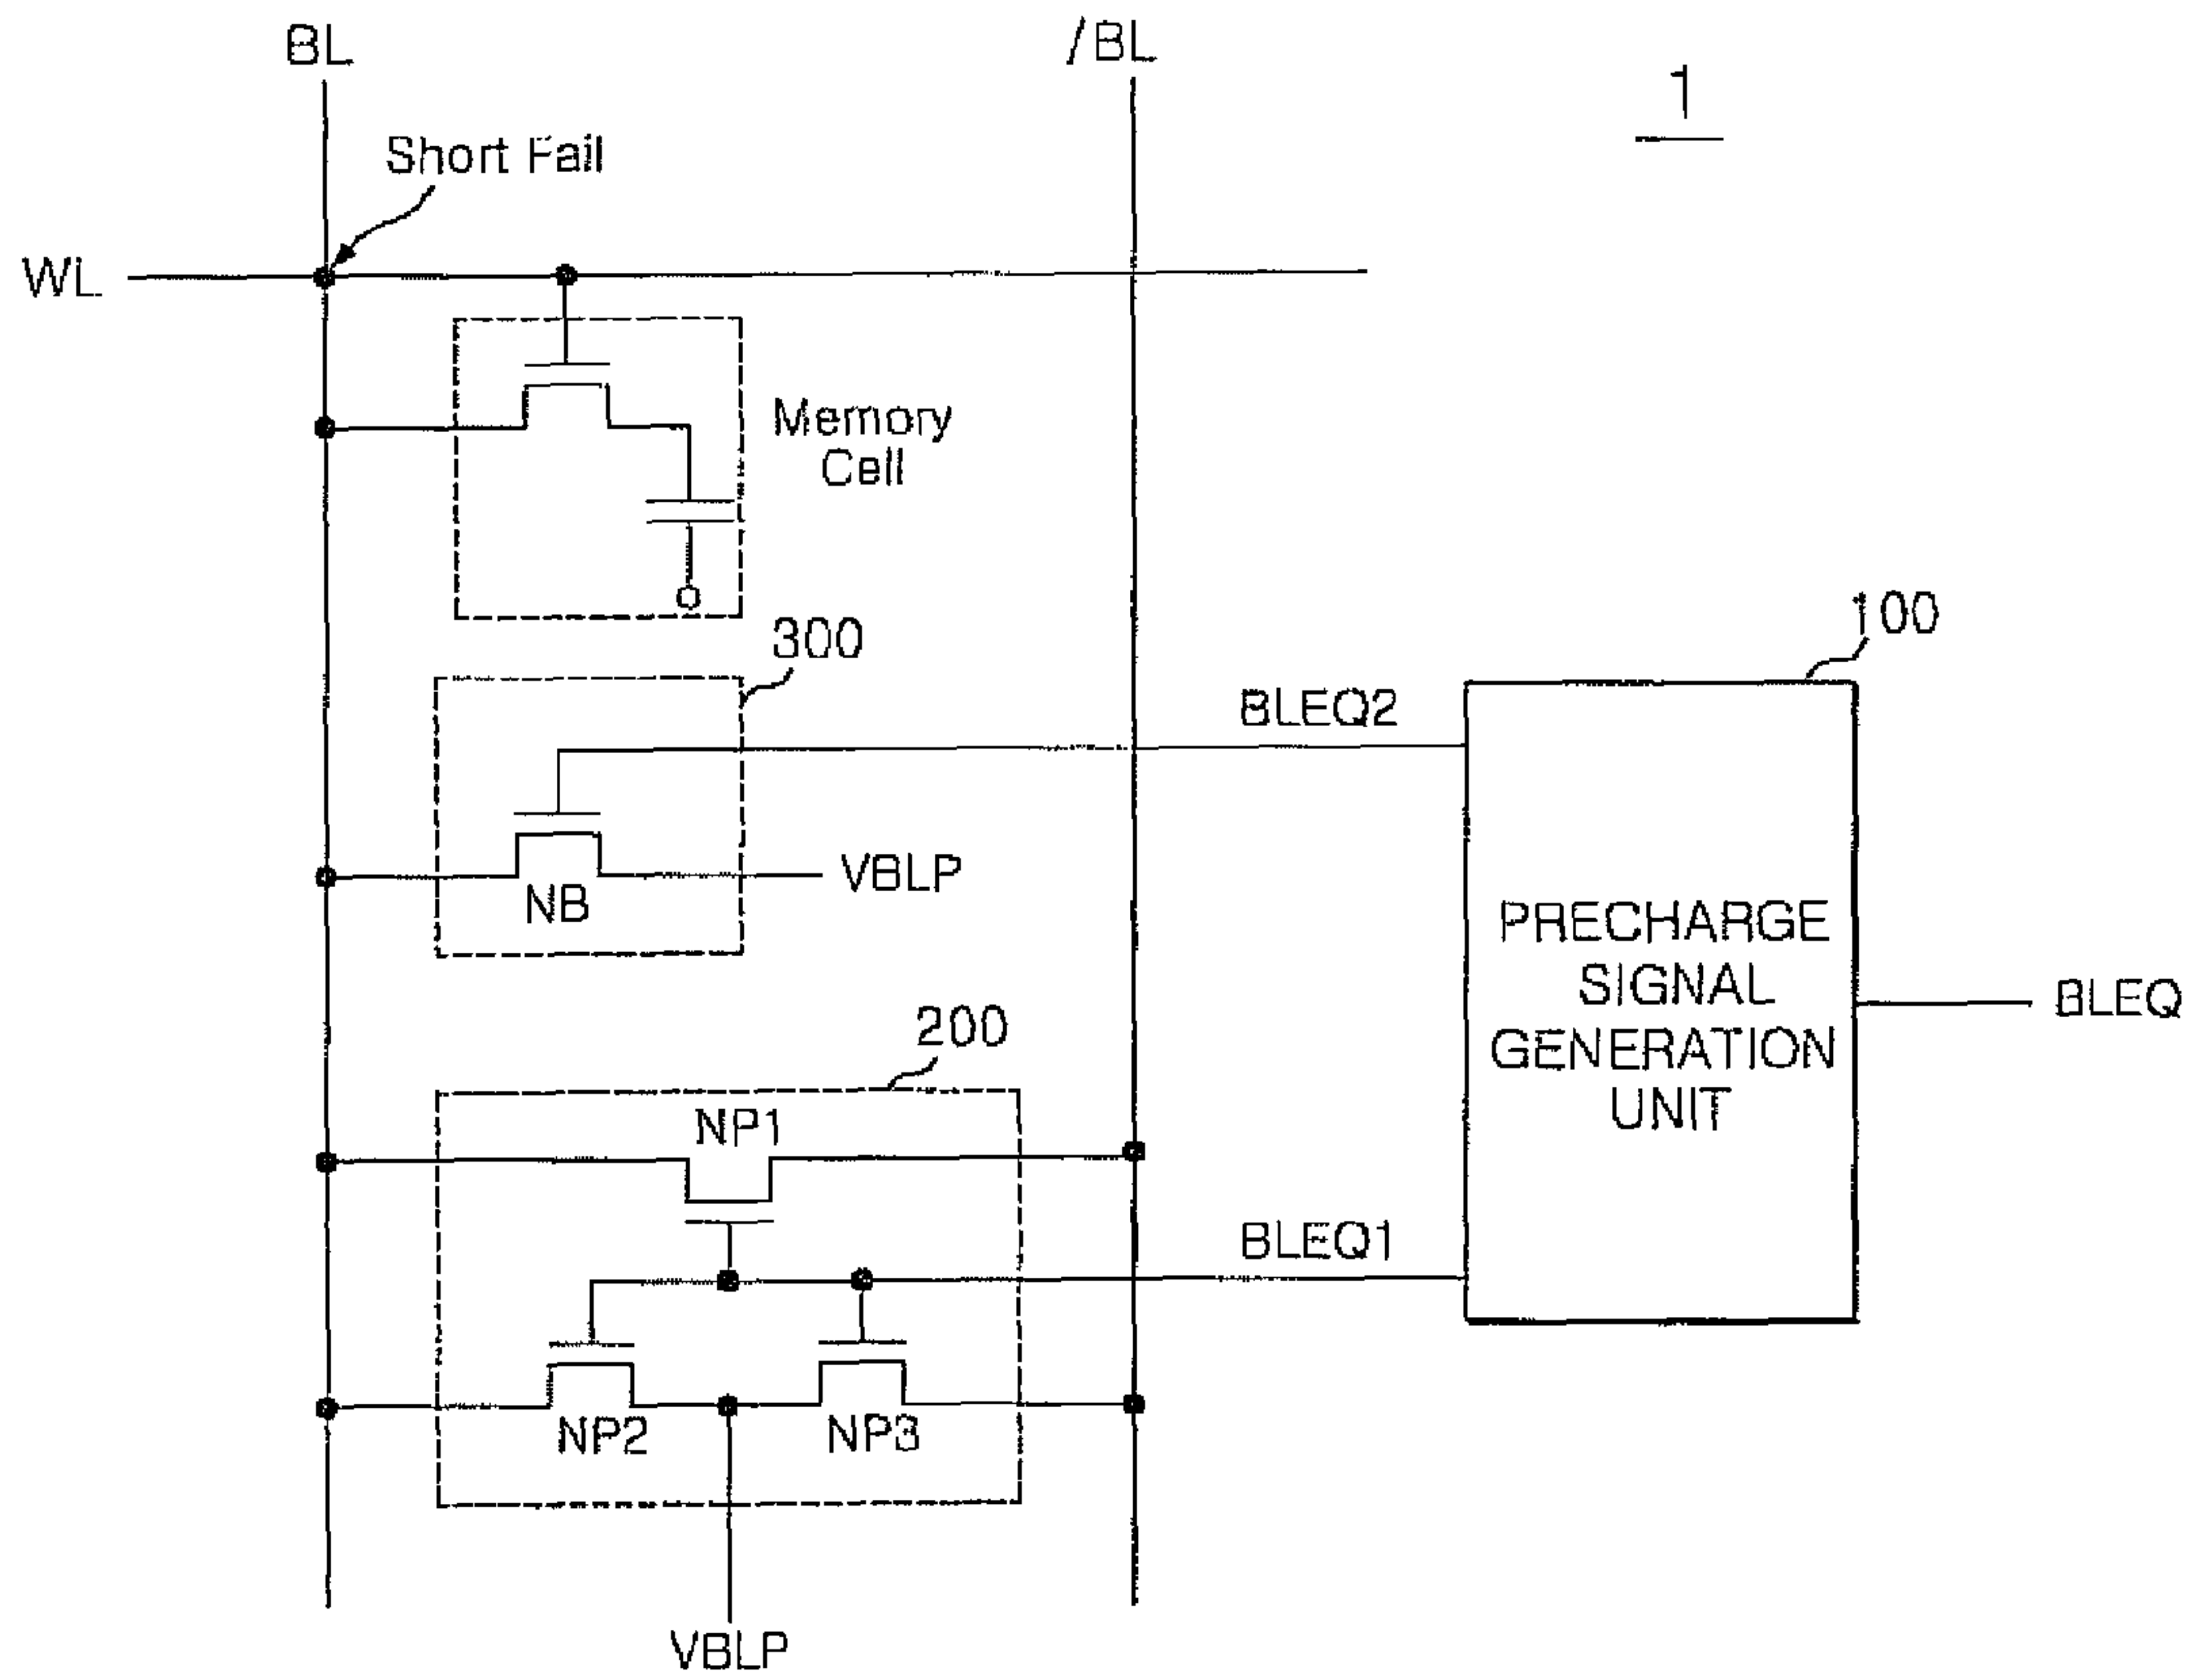 BL
/BL
1
Short Fail
WL
Memory
Cell
300
100
BLEQ2
VBLP
NB
PRECHARGE
SIGNAL
GENERATION
UNIT
BLEQ
200
NP1
BLEQ1
NP2
NP3
VBLP